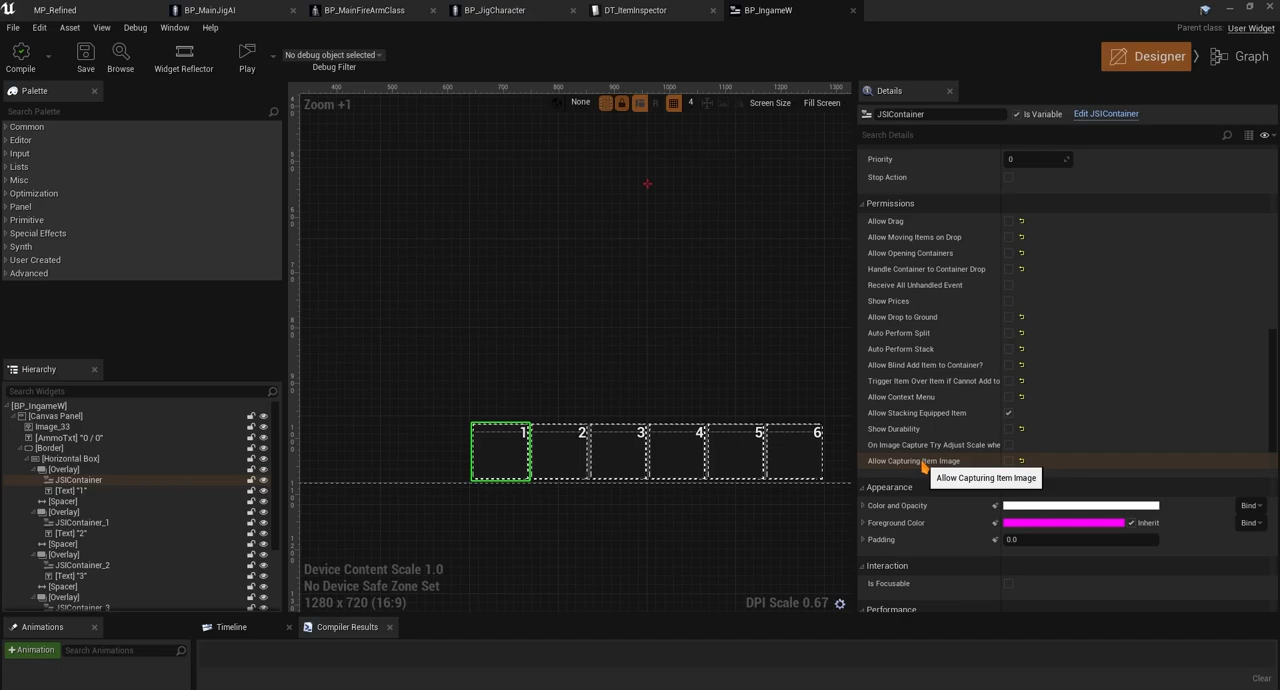 MP_Refined
BP_MainJigAI
BP_MainFireArmClass
BP_JigCharacter
DT_ItemInspector
BP_IngameW
File Edit Asset View Debug Window Help
Parent class: User Widget
Compile
Save
Browse
Widget Reflector
Play
No debug object selected
Debug Filter
Designer
Graph
Palette
Search Palette
Common
Editor
Input
Lists
Misc
Optimization
Panel
Primitive
Special Effects
Synth
User Created
Advanced
Hierarchy
Search Widgets
[BP_IngameW]
[Canvas Panel]
Image_33
[AmmoTxt] "0 / 0"
[Border]
[Horizontal Box]
[Overlay]
JSIContainer
[Text] "1"
[Spacer]
[Overlay]
JSIContainer_1
[Text] "2"
[Spacer]
[Overlay]
JSIContainer_2
[Text] "3"
[Spacer]
[Overlay]
JSIContainer_3
Zoom +1
400 500 600 700 800 900 1000 1100 1200 1300
None
R
4
Screen Size
Fill Screen
1 2 3 4 5 6
Device Content Scale 1.0
No Device Safe Zone Set
1280 x 720 (16:9)
DPI Scale 0.67
Details
JSIContainer
Is Variable
Edit JSIContainer
Search Details
Priority 0
Stop Action
Permissions
Allow Drag
Allow Moving Items on Drop
Allow Opening Containers
Handle Container to Container Drop
Receive All Unhandled Event
Show Prices
Allow Drop to Ground
Auto Perform Split
Auto Perform Stack
Allow Blind Add Item to Container?
Trigger Item Over Item if Cannot Add to
Allow Context Menu
Allow Stacking Equipped Item
Show Durability
On Image Capture Try Adjust Scale whe
Allow Capturing Item Image
Allow Capturing Item Image
Appearance
Color and Opacity
Bind
Foreground Color
Inherit
Bind
Padding 0.0
Interaction
Is Focusable
Performance
Animations
Timeline
Compiler Results
+Animation
Search Animations
Clear